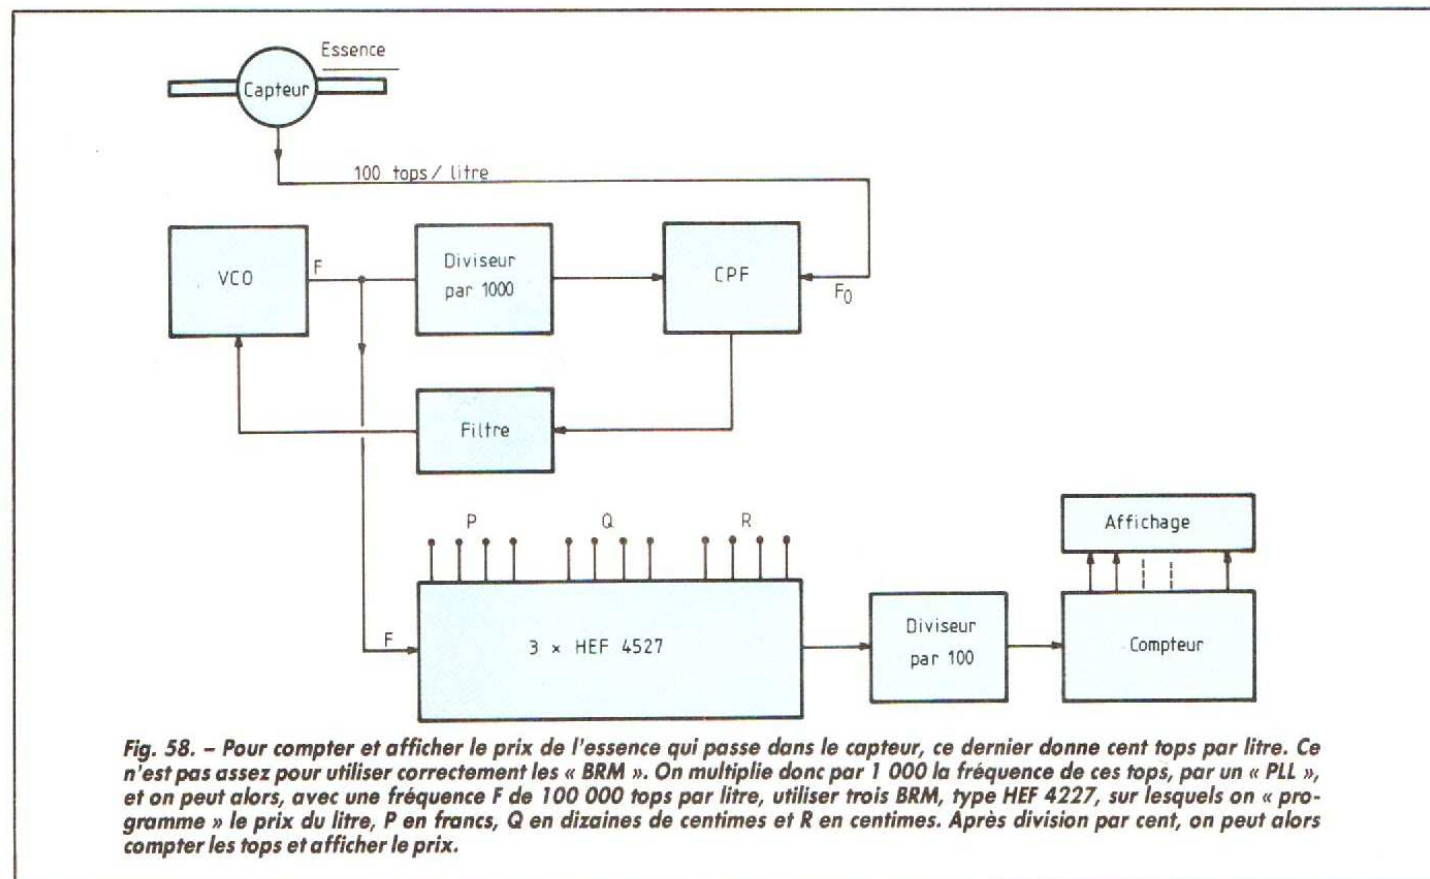 Essence
Capteur
100 tops / litre
VCO
F
Diviseur
par 1000
CPF
F0
Filtre
P
Q
R
Affichage
F
3 × HEF 4527
Diviseur
par 100
Compteur
Fig. 58. – Pour compter et afficher le prix de l'essence qui passe dans le capteur, ce dernier donne cent tops par litre. Ce
n'est pas assez pour utiliser correctement les « BRM ». On multiplie donc par 1 000 la fréquence de ces tops, par un « PLL »,
et on peut alors, avec une fréquence F de 100 000 tops par litre, utiliser trois BRM, type HEF 4227, sur lesquels on « pro-
gramme » le prix du litre, P en francs, Q en dizaines de centimes et R en centimes. Après division par cent, on peut alors
compter les tops et afficher le prix.